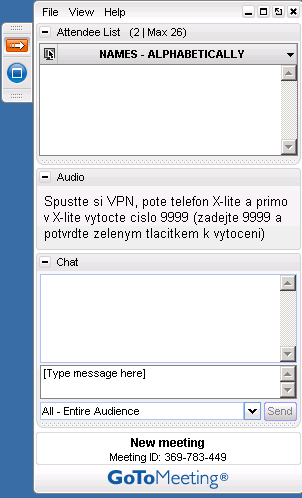 File View Help
Attendee List (2 | Max 26)
NAMES - ALPHABETICALLY
Audio
Spustte si VPN, pote telefon X-lite a primo
v X-lite vytocte cislo 9999 (zadejte 9999 a
potvrdte zelenym tlacitkem k vytoceni)
Chat
[Type message here]
All - Entire Audience
Send
New meeting
Meeting ID: 369-783-449
GoToMeeting®